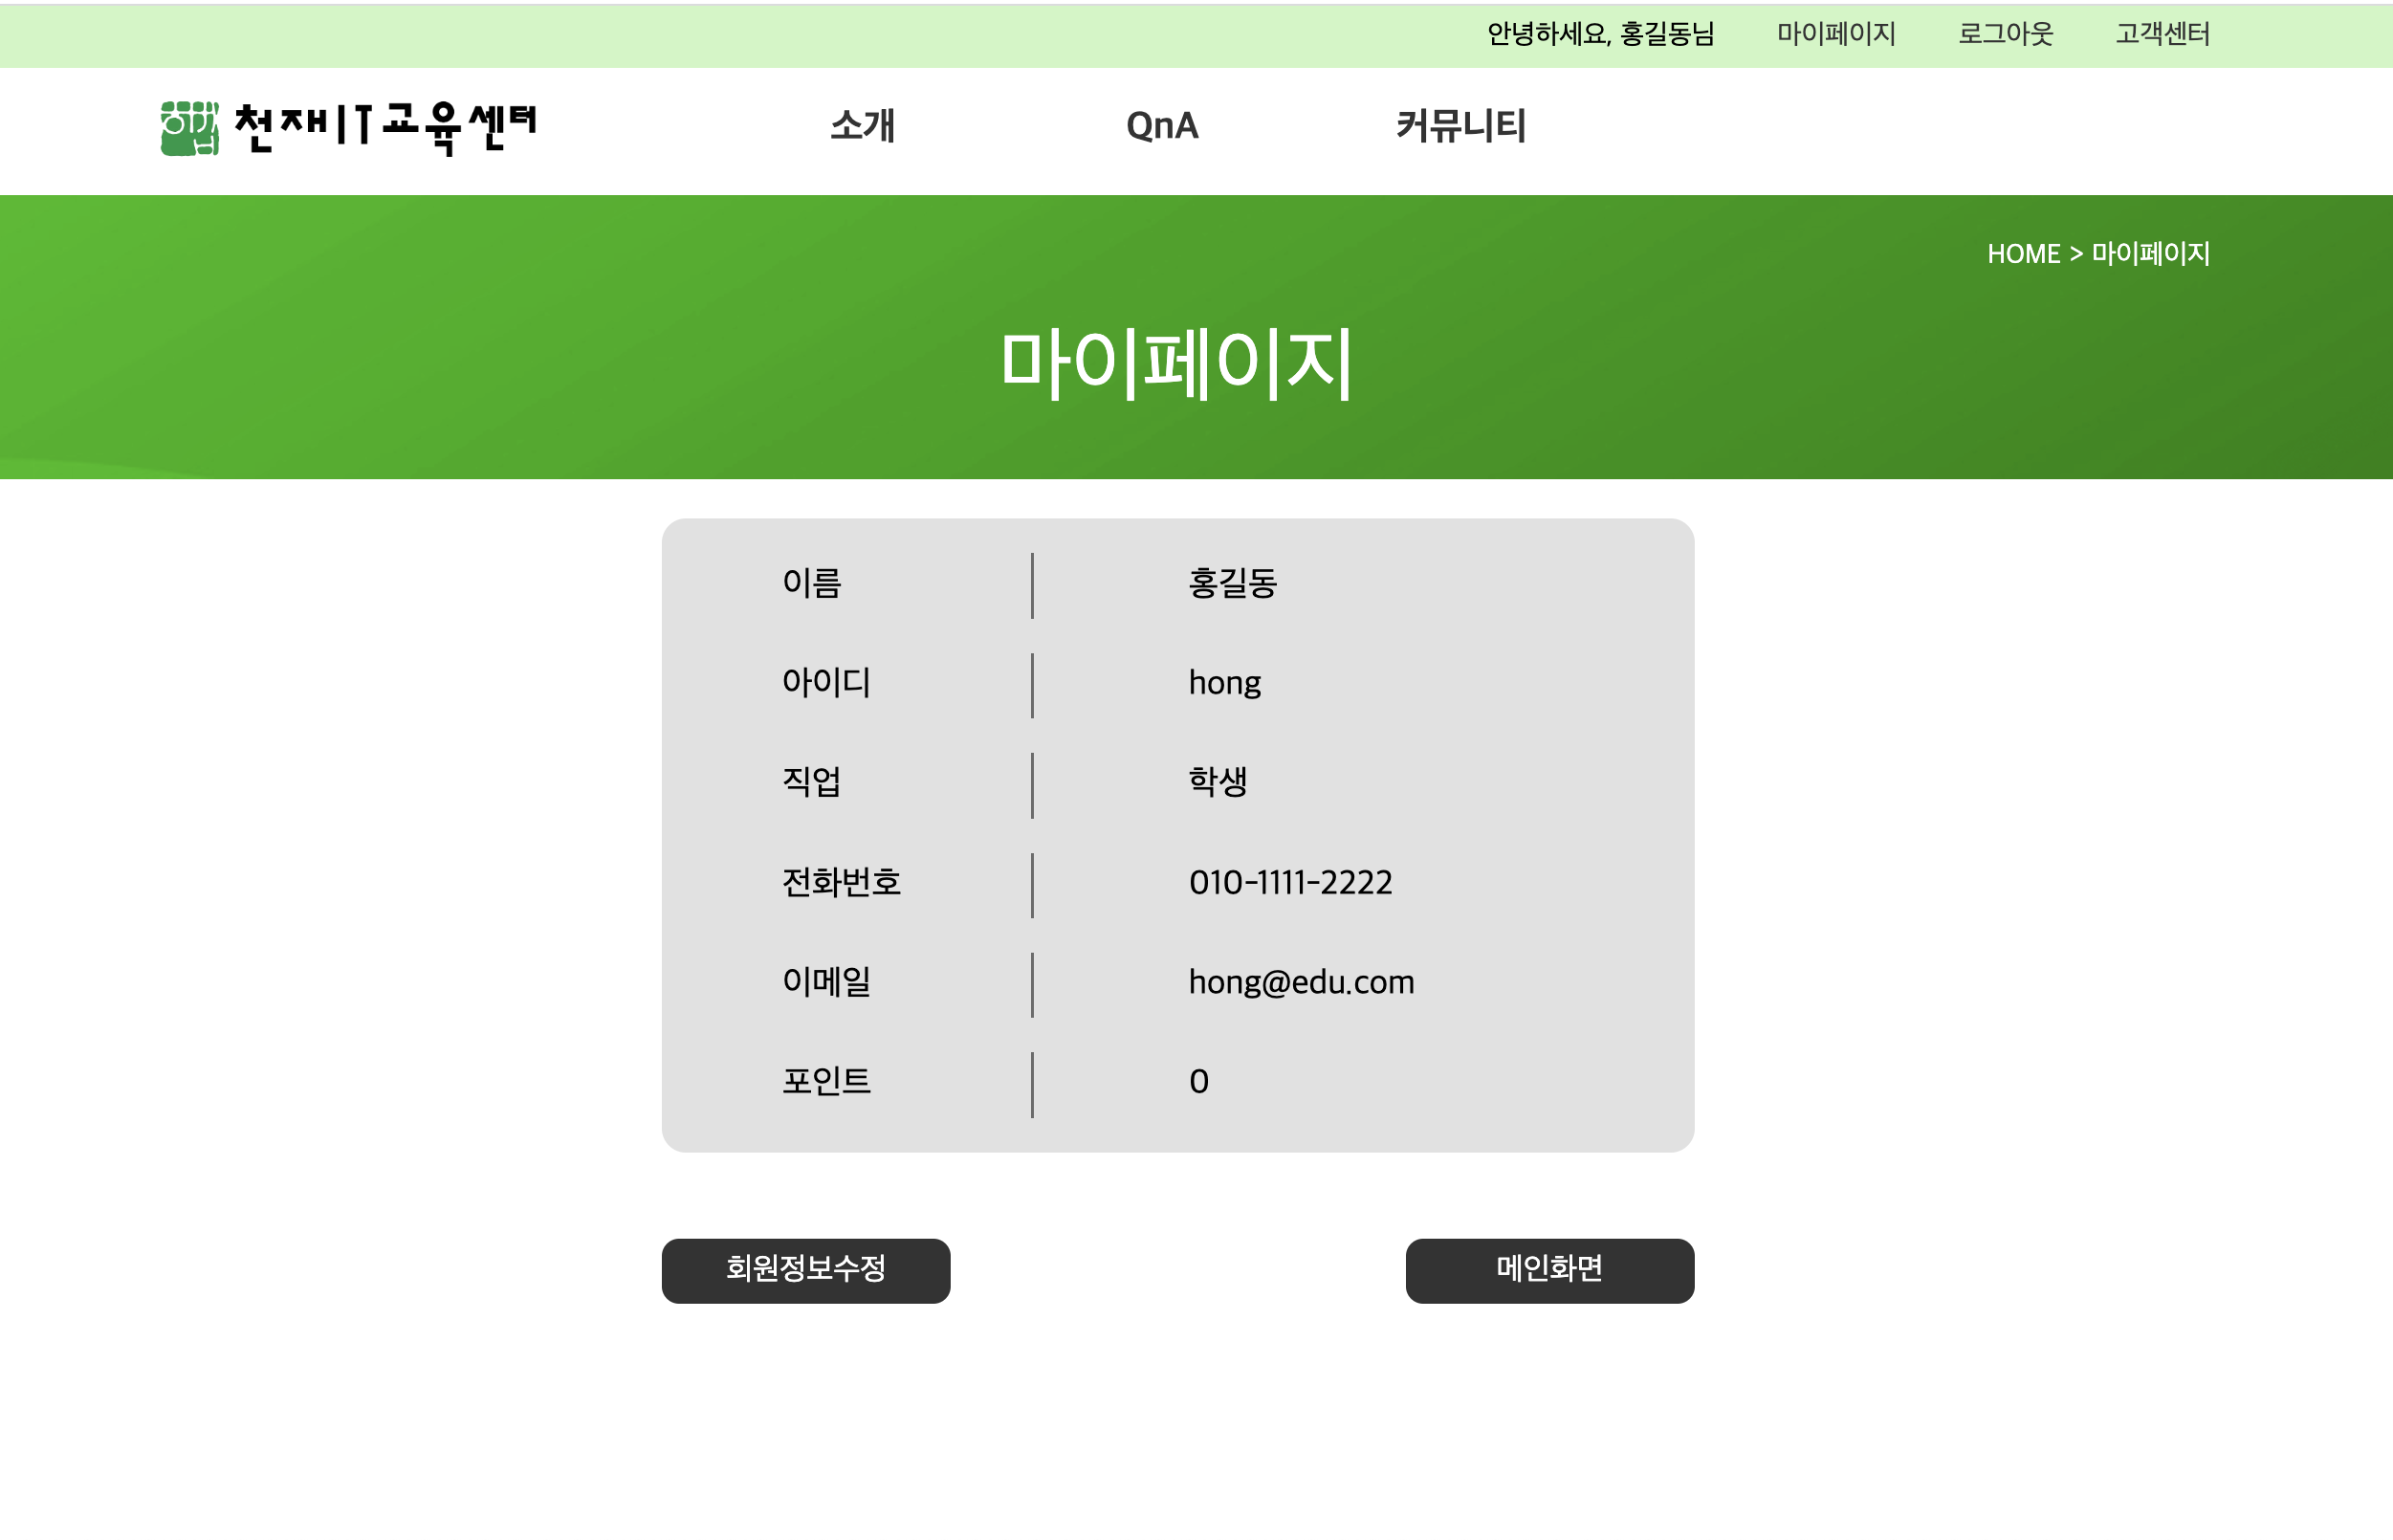 안녕하세요, 홍길동님 마이페이지 로그아웃 고객센터
천재IT교육센터 소개 QnA 커뮤니티
HOME > 마이페이지
마이페이지
이름 홍길동
아이디 hong
직업 학생
전화번호 010-1111-2222
이메일 hong@edu.com
포인트 0
회원정보수정 메인화면